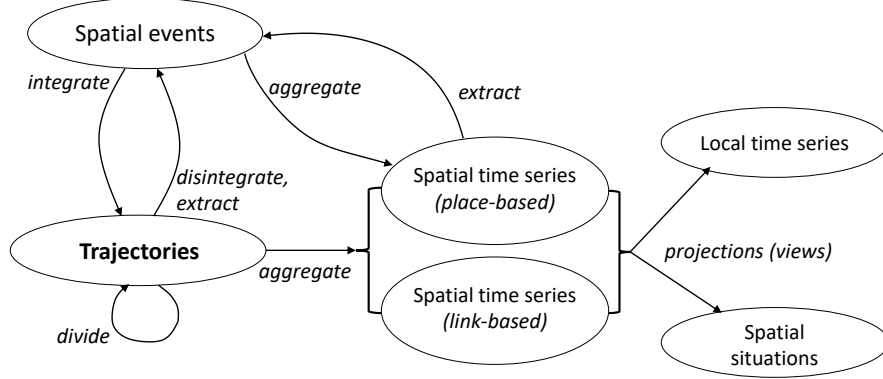 Spatial events
integrate
aggregate
extract
disintegrate,
extract
Trajectories
divide
aggregate
Spatial time series
(place-based)
Spatial time series
(link-based)
Local time series
projections (views)
Spatial
situations